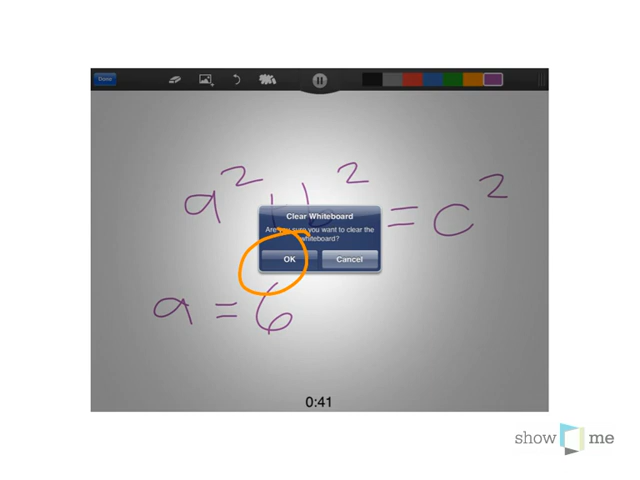 Done
a² b² = c²
Clear Whiteboard
Are you sure you want to clear the
whiteboard?
OK Cancel
a = 6
0:41
show me